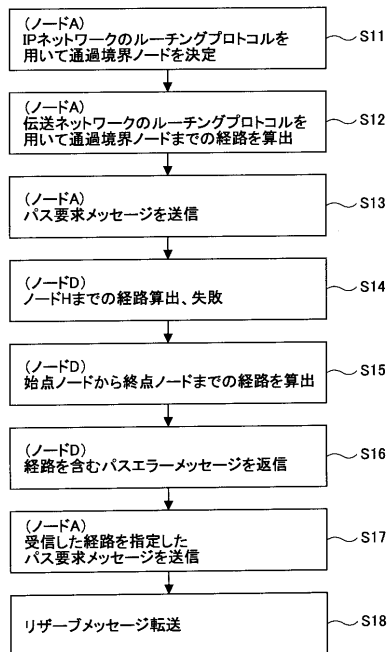 (ノードA)
IPネットワークのルーチングプロトコルを
用いて通過境界ノードを決定
S11
(ノードA)
伝送ネットワークのルーチングプロトコルを
用いて通過境界ノードまでの経路を算出
S12
(ノードA)
パス要求メッセージを送信
S13
(ノードD)
ノードHまでの経路算出、失敗
S14
(ノードD)
始点ノードから終点ノードまでの経路を算出
S15
(ノードD)
経路を含むパスエラーメッセージを返信
S16
(ノードA)
受信した経路を指定した
パス要求メッセージを送信
S17
リザーブメッセージ転送
S18